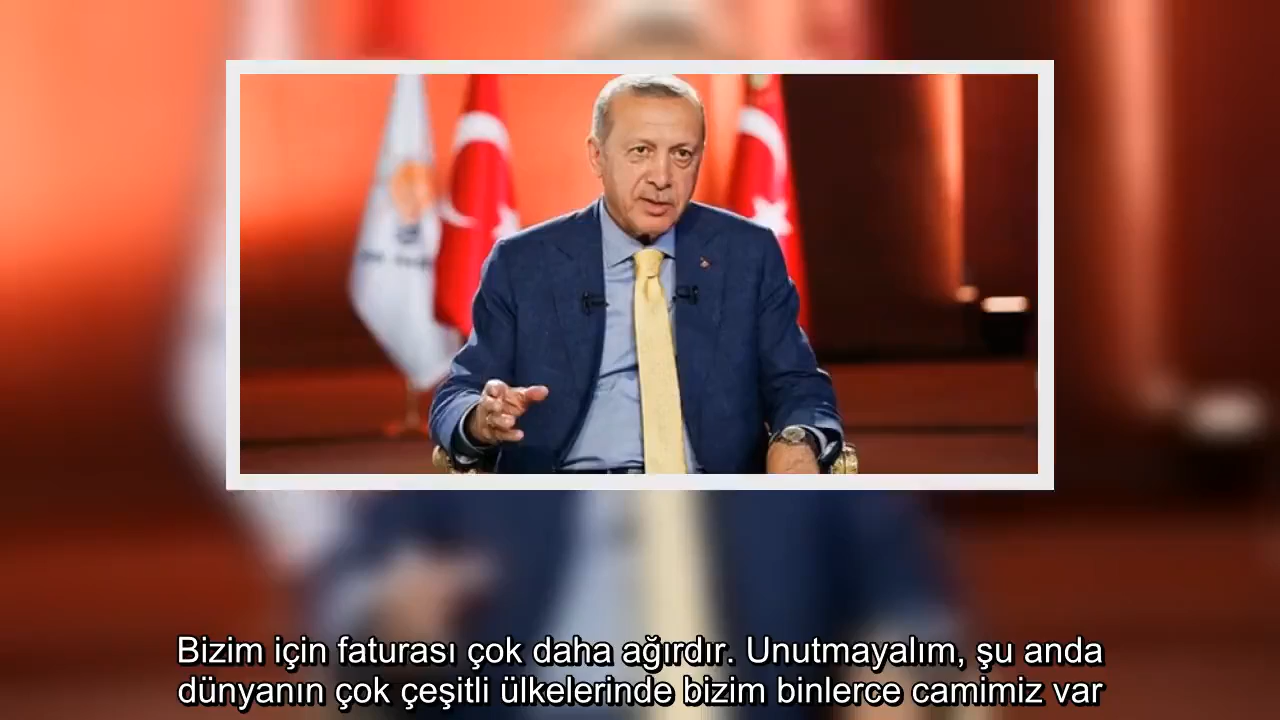 Bizim için faturası çok daha ağırdır. Unutmayalım, şu anda
dünyanın çok çeşitli ülkelerinde bizim binlerce camimiz var